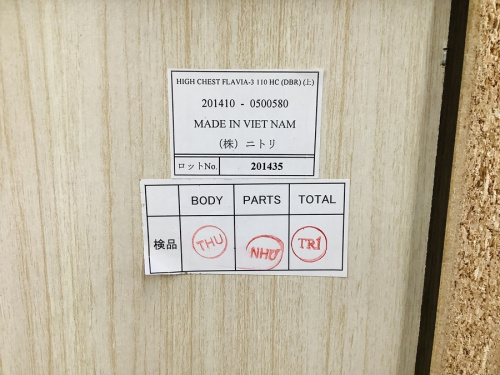 HIGH CHEST FLAVIA-3 110 HC (DBR) (上)
201410 - 0500580
MADE IN VIET NAM
(株) ニトリ
ロットNo. 201435
BODY PARTS TOTAL
検品 THU NHƯ TRÍ